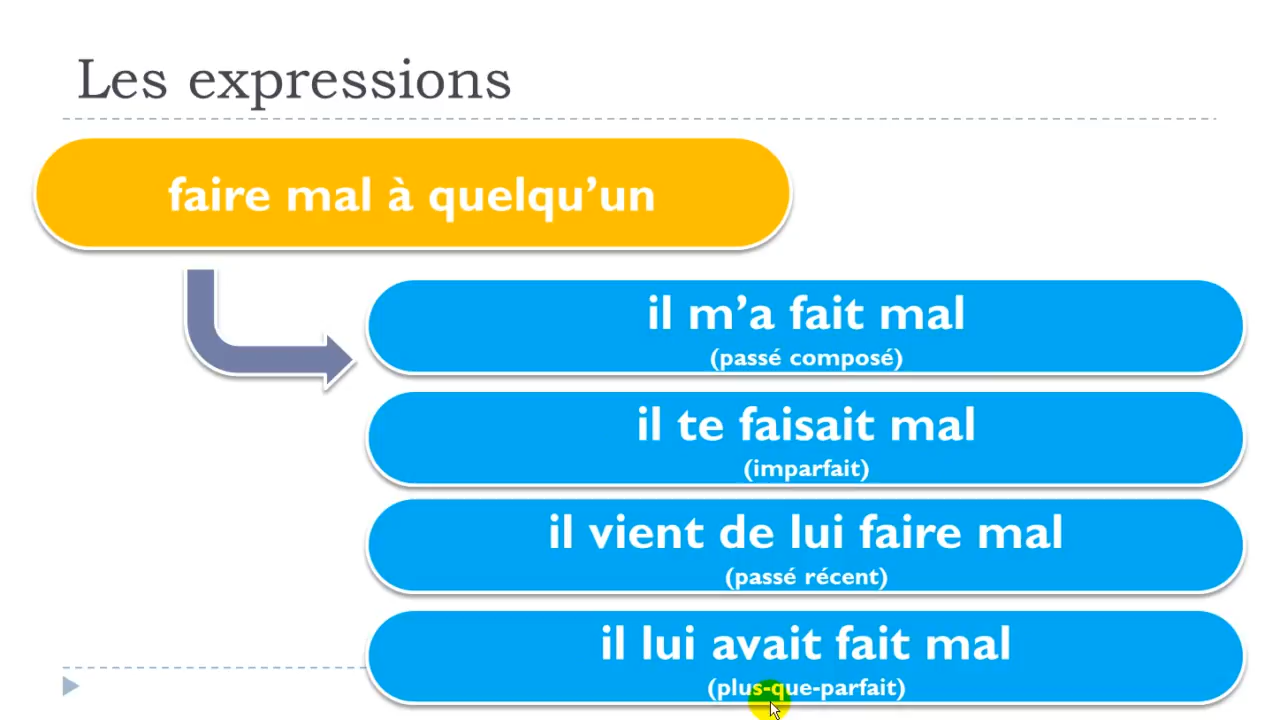 Les expressions
faire mal à quelqu’un
il m’a fait mal
(passé composé)
il te faisait mal
(imparfait)
il vient de lui faire mal
(passé récent)
il lui avait fait mal
(plus-que-parfait)